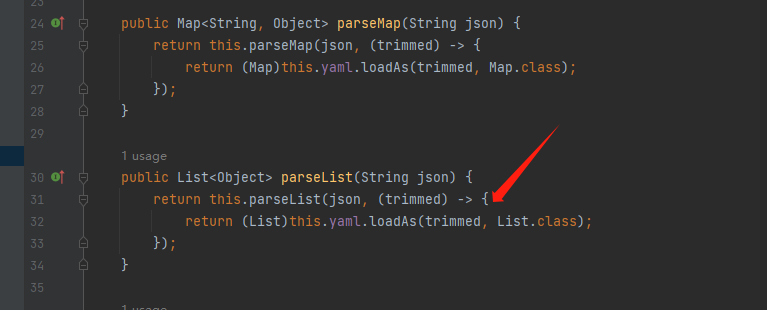 23
24 public Map<String, Object> parseMap(String json) {
25 return this.parseMap(json, (trimmed) -> {
26 return (Map)this.yaml.loadAs(trimmed, Map.class);
27 });
28 }
29
1 usage
30 public List<Object> parseList(String json) {
31 return this.parseList(json, (trimmed) -> {
32 return (List)this.yaml.loadAs(trimmed, List.class);
33 });
34 }
35
1 usage